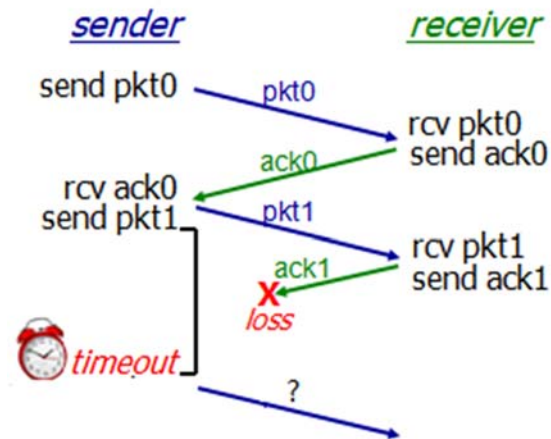 sender receiver
send pkt0 pkt0
rcv pkt0
ack0 send ack0
rcv ack0
send pkt1 pkt1
rcv pkt1
ack1 send ack1
X
loss
timeout
?